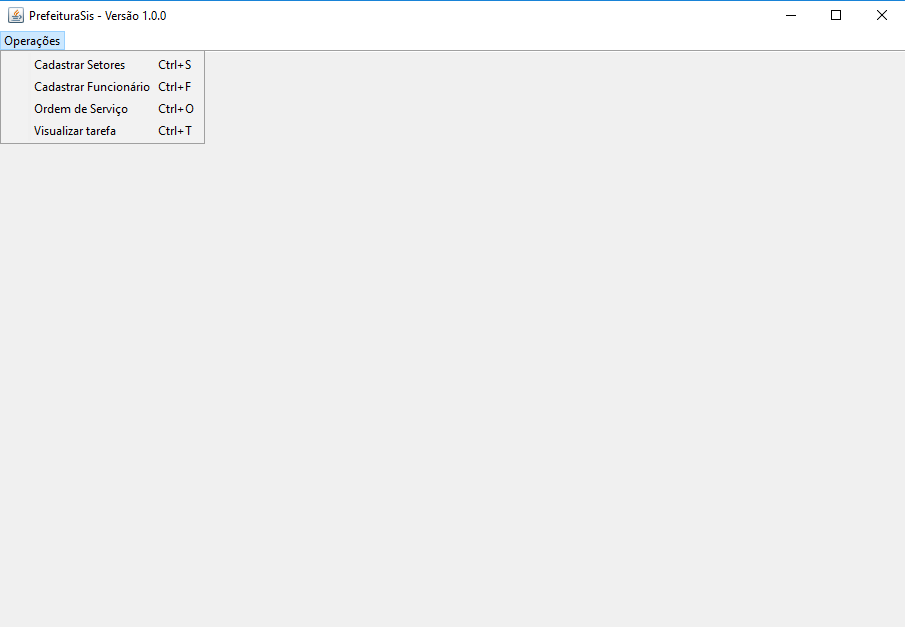 PrefeituraSis - Versão 1.0.0
Operações
Cadastrar Setores Ctrl+S
Cadastrar Funcionário Ctrl+F
Ordem de Serviço Ctrl+O
Visualizar tarefa Ctrl+T